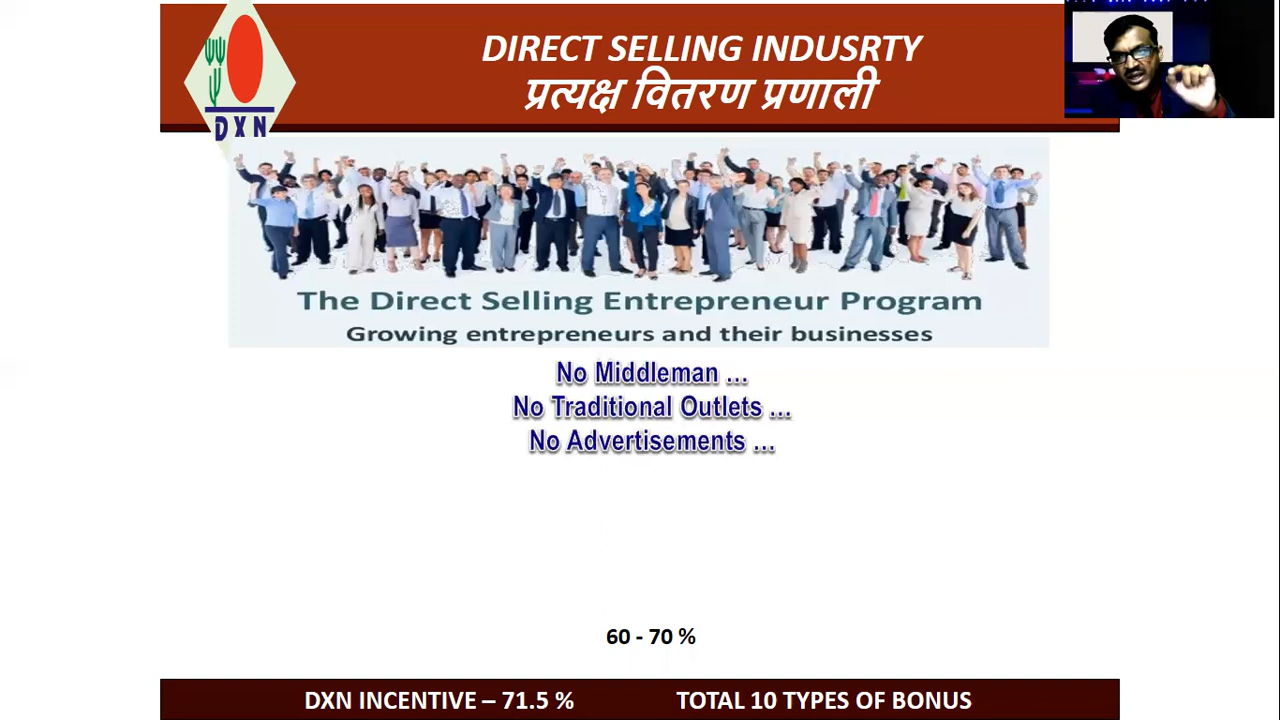 DXN
DIRECT SELLING INDUSRTY
प्रत्यक्ष वितरण प्रणाली
The Direct Selling Entrepreneur Program
Growing entrepreneurs and their businesses
No Middleman ...
No Traditional Outlets ...
No Advertisements ...
60 - 70 %
DXN INCENTIVE – 71.5 % TOTAL 10 TYPES OF BONUS